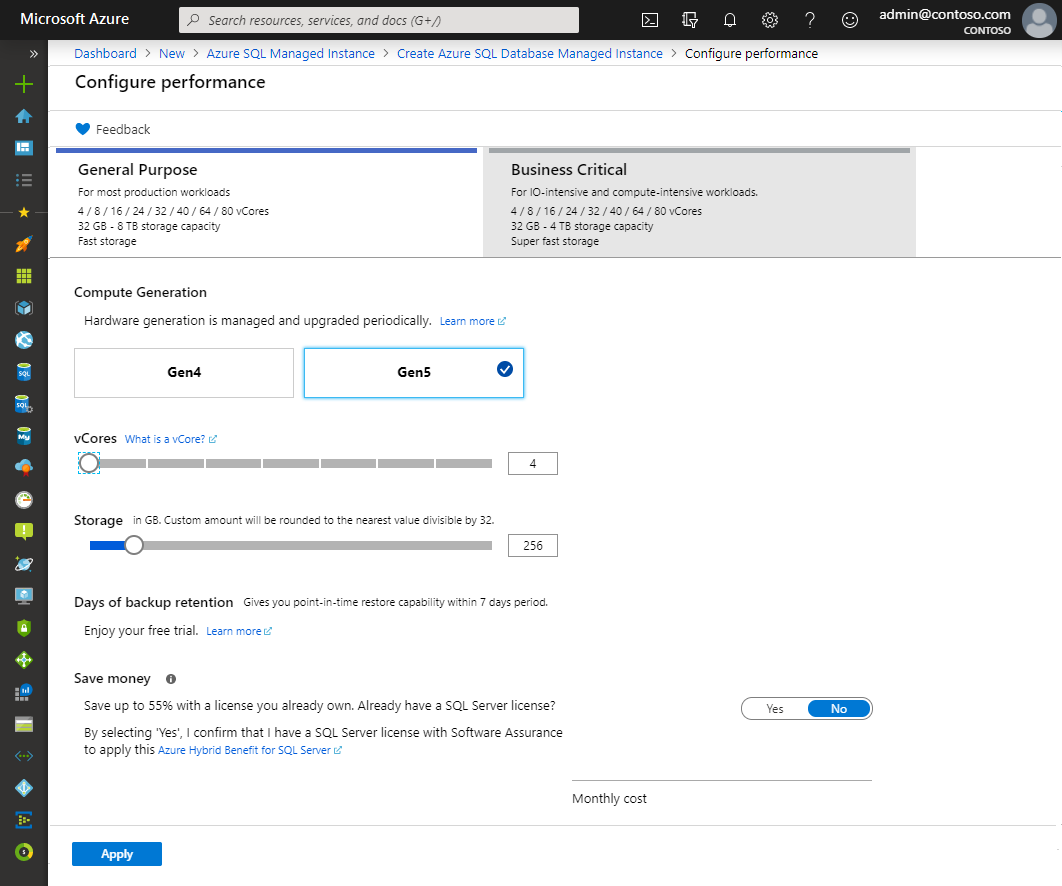 Microsoft Azure
Search resources, services, and docs (G+/)
admin@contoso.com
CONTOSO
Dashboard > New > Azure SQL Managed Instance > Create Azure SQL Database Managed Instance > Configure performance
Configure performance
Feedback
General Purpose
For most production workloads
4 / 8 / 16 / 24 / 32 / 40 / 64 / 80 vCores
32 GB - 8 TB storage capacity
Fast storage
Business Critical
For IO-intensive and compute-intensive workloads.
4 / 8 / 16 / 24 / 32 / 40 / 64 / 80 vCores
32 GB - 4 TB storage capacity
Super fast storage
Compute Generation
Hardware generation is managed and upgraded periodically. Learn more
Gen4
Gen5
vCores What is a vCore?
4
Storage in GB. Custom amount will be rounded to the nearest value divisible by 32.
256
Days of backup retention Gives you point-in-time restore capability within 7 days period.
Enjoy your free trial. Learn more
Save money
Save up to 55% with a license you already own. Already have a SQL Server license?
Yes No
By selecting 'Yes', I confirm that I have a SQL Server license with Software Assurance
to apply this Azure Hybrid Benefit for SQL Server
Monthly cost
Apply